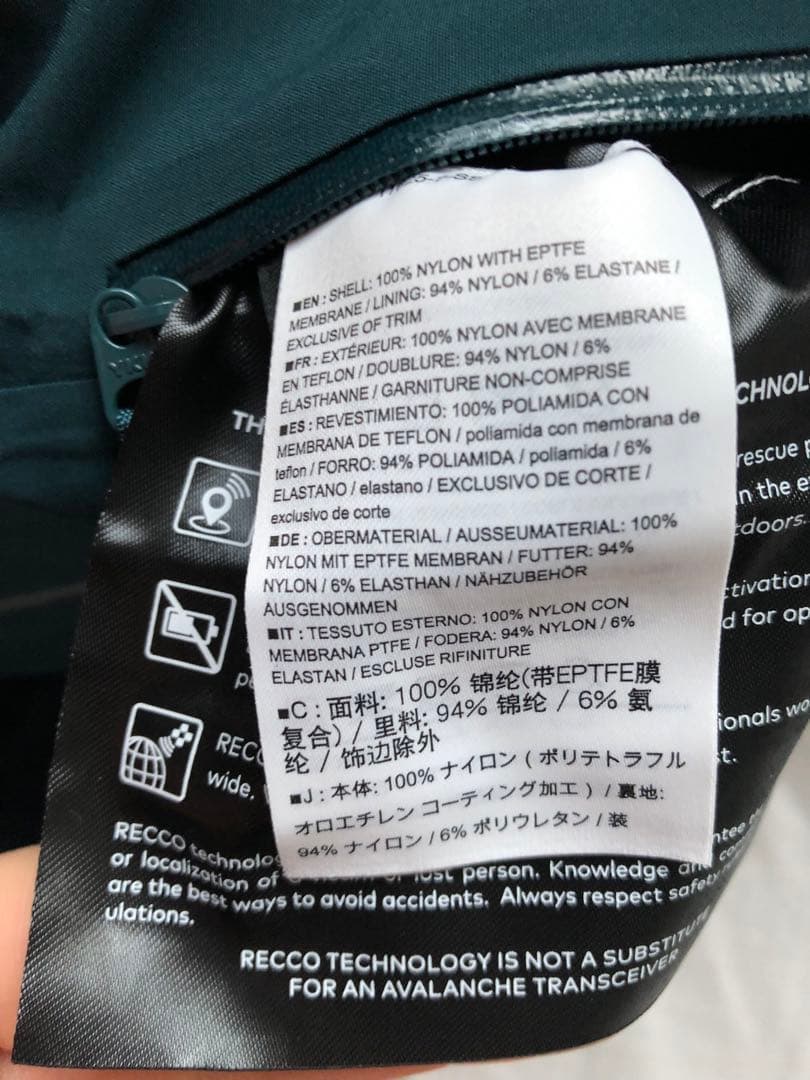 ■EN : SHELL: 100% NYLON WITH EPTFE
MEMBRANE / LINING: 94% NYLON / 6% ELASTANE /
EXCLUSIVE OF TRIM
■FR : EXTÉRIEUR: 100% NYLON AVEC MEMBRANE
EN TEFLON / DOUBLURE: 94% NYLON / 6%
ÉLASTHANNE / GARNITURE NON-COMPRISE
■ES : REVESTIMIENTO: 100% POLIAMIDA CON
MEMBRANA DE TEFLON / poliamida con membrana de
teflon / FORRO: 94% POLIAMIDA / poliamida / 6%
ELASTANO / elastano / EXCLUSIVO DE CORTE /
exclusivo de corte
■DE : OBERMATERIAL / AUSSEUMATERIAL: 100%
NYLON MIT EPTFE MEMBRAN / FUTTER: 94%
NYLON / 6% ELASTHAN / NÄHZUBEHÖR
AUSGENOMMEN
■IT : TESSUTO ESTERNO: 100% NYLON CON
MEMBRANA PTFE / FODERA: 94% NYLON / 6%
ELASTAN / ESCLUSE RIFINITURE
■C : 面料: 100% 锦纶(带EPTFE膜
复合) / 里料: 94% 锦纶 / 6% 氨
纶 / 饰边除外
■J : 本体: 100% ナイロン ( ポリテトラフル
オロエチレン コーティング加工 ) / 裏地:
94% ナイロン / 6% ポリウレタン / 装
YKK
TH
CHNOL
rescue
in the
tdoors
for op
RECC
wide,
t.
RECCO technolog
or localization of lost person. Knowledge
are the best ways to avoid accidents. Always respect safety
ulations.
RECCO TECHNOLOGY IS NOT A SUBSTITUTE
FOR AN AVALANCHE TRANSCEIVER